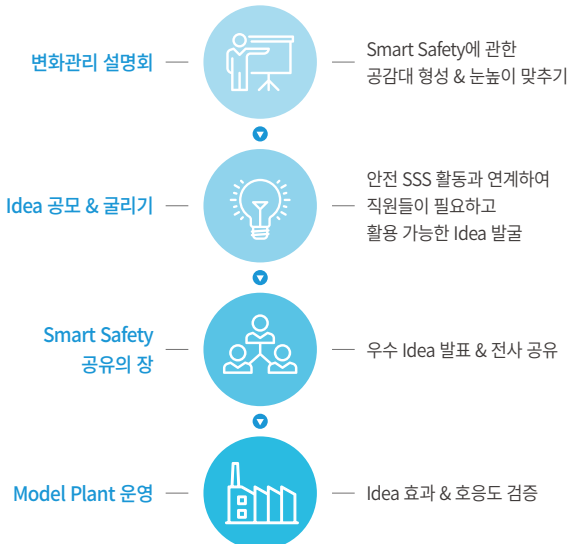 변화관리 설명회
Smart Safety에 관한
공감대 형성 & 눈높이 맞추기
Idea 공모 & 굴리기
안전 SSS 활동과 연계하여
직원들이 필요하고
활용 가능한 Idea 발굴
Smart Safety
공유의 장
우수 Idea 발표 & 전사 공유
Model Plant 운영
Idea 효과 & 호응도 검증